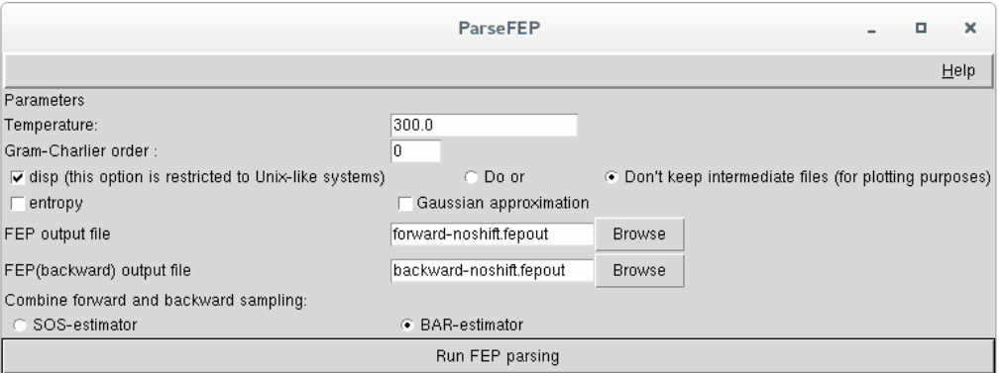 ParseFEP
Help
Parameters
Temperature: 300.0
Gram-Charlier order : 0
disp (this option is restricted to Unix-like systems) Do or Don't keep intermediate files (for plotting purposes)
entropy Gaussian approximation
FEP output file forward-noshift.fepout Browse
FEP(backward) output file backward-noshift.fepout Browse
Combine forward and backward sampling:
SOS-estimator BAR-estimator
Run FEP parsing